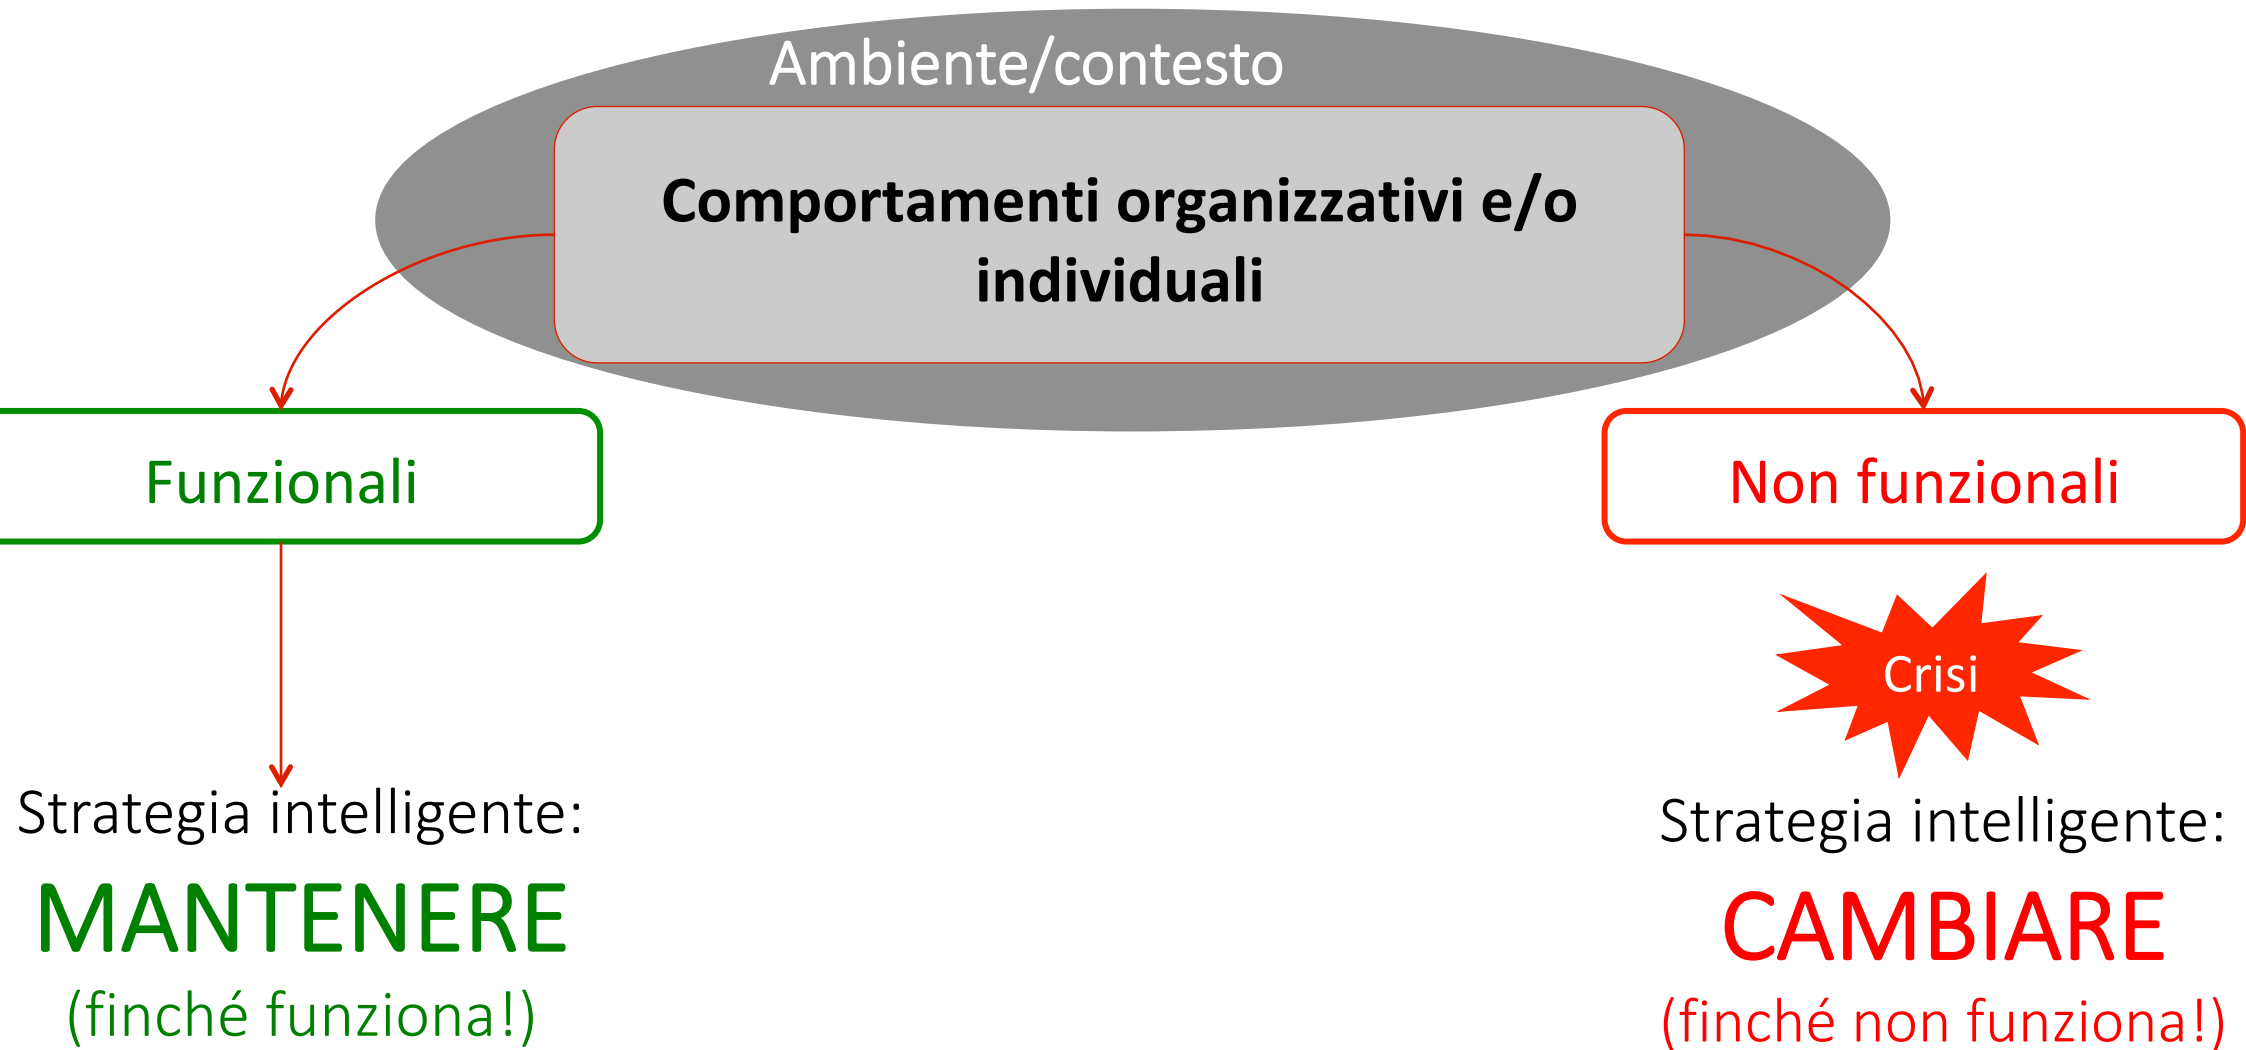 Ambiente/contesto
Comportamenti organizzativi e/o
individuali
Funzionali
Non funzionali
Crisi
Strategia intelligente:
MANTENERE
(finché funziona!)
Strategia intelligente:
CAMBIARE
(finché non funziona!)